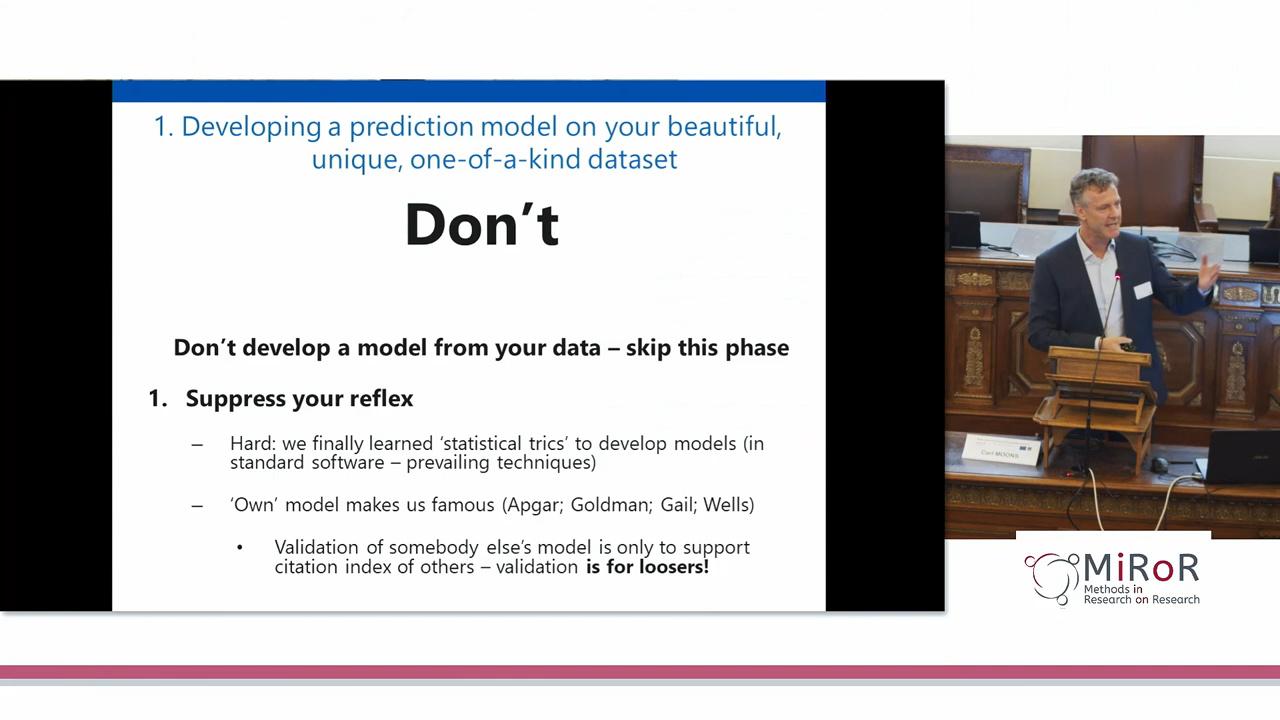 1. Developing a prediction model on your beautiful,
unique, one-of-a-kind dataset
Don’t
Don’t develop a model from your data – skip this phase
1. Suppress your reflex
– Hard: we finally learned ‘statistical trics’ to develop models (in
standard software – prevailing techniques)
– ‘Own’ model makes us famous (Apgar; Goldman; Gail; Wells)
• Validation of somebody else’s model is only to support
citation index of others – validation is for loosers!
Carl MOONS
MiRoR
Methods in
Research on Research